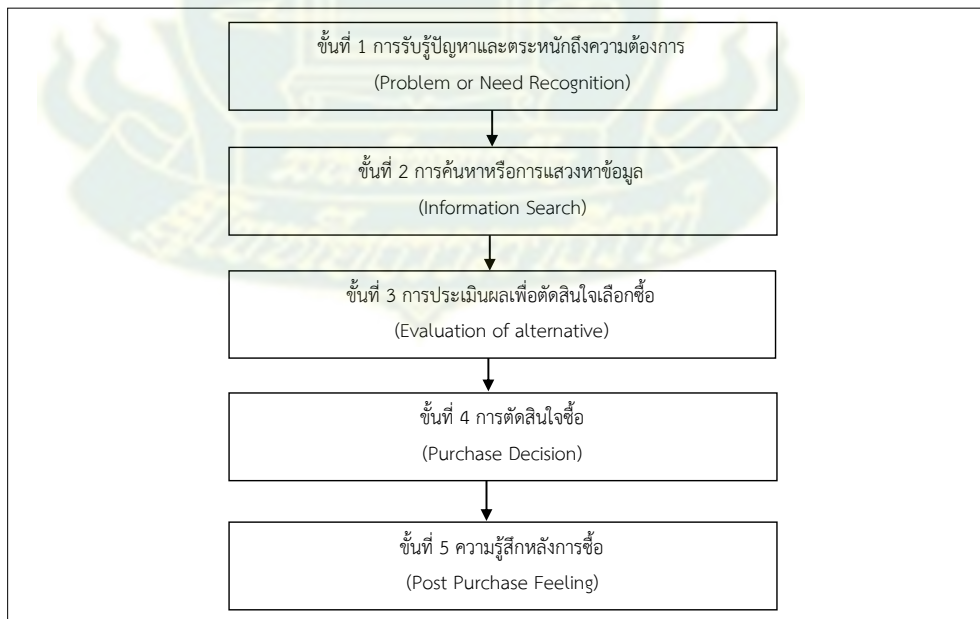 ขั้นที่ 1 การรับรู้ปัญหาและตระหนักถึงความต้องการ
(Problem or Need Recognition)
ขั้นที่ 2 การค้นหาหรือการแสวงหาข้อมูล
(Information Search)
ขั้นที่ 3 การประเมินผลเพื่อตัดสินใจเลือกซื้อ
(Evaluation of alternative)
ขั้นที่ 4 การตัดสินใจซื้อ
(Purchase Decision)
ขั้นที่ 5 ความรู้สึกหลังการซื้อ
(Post Purchase Feeling)